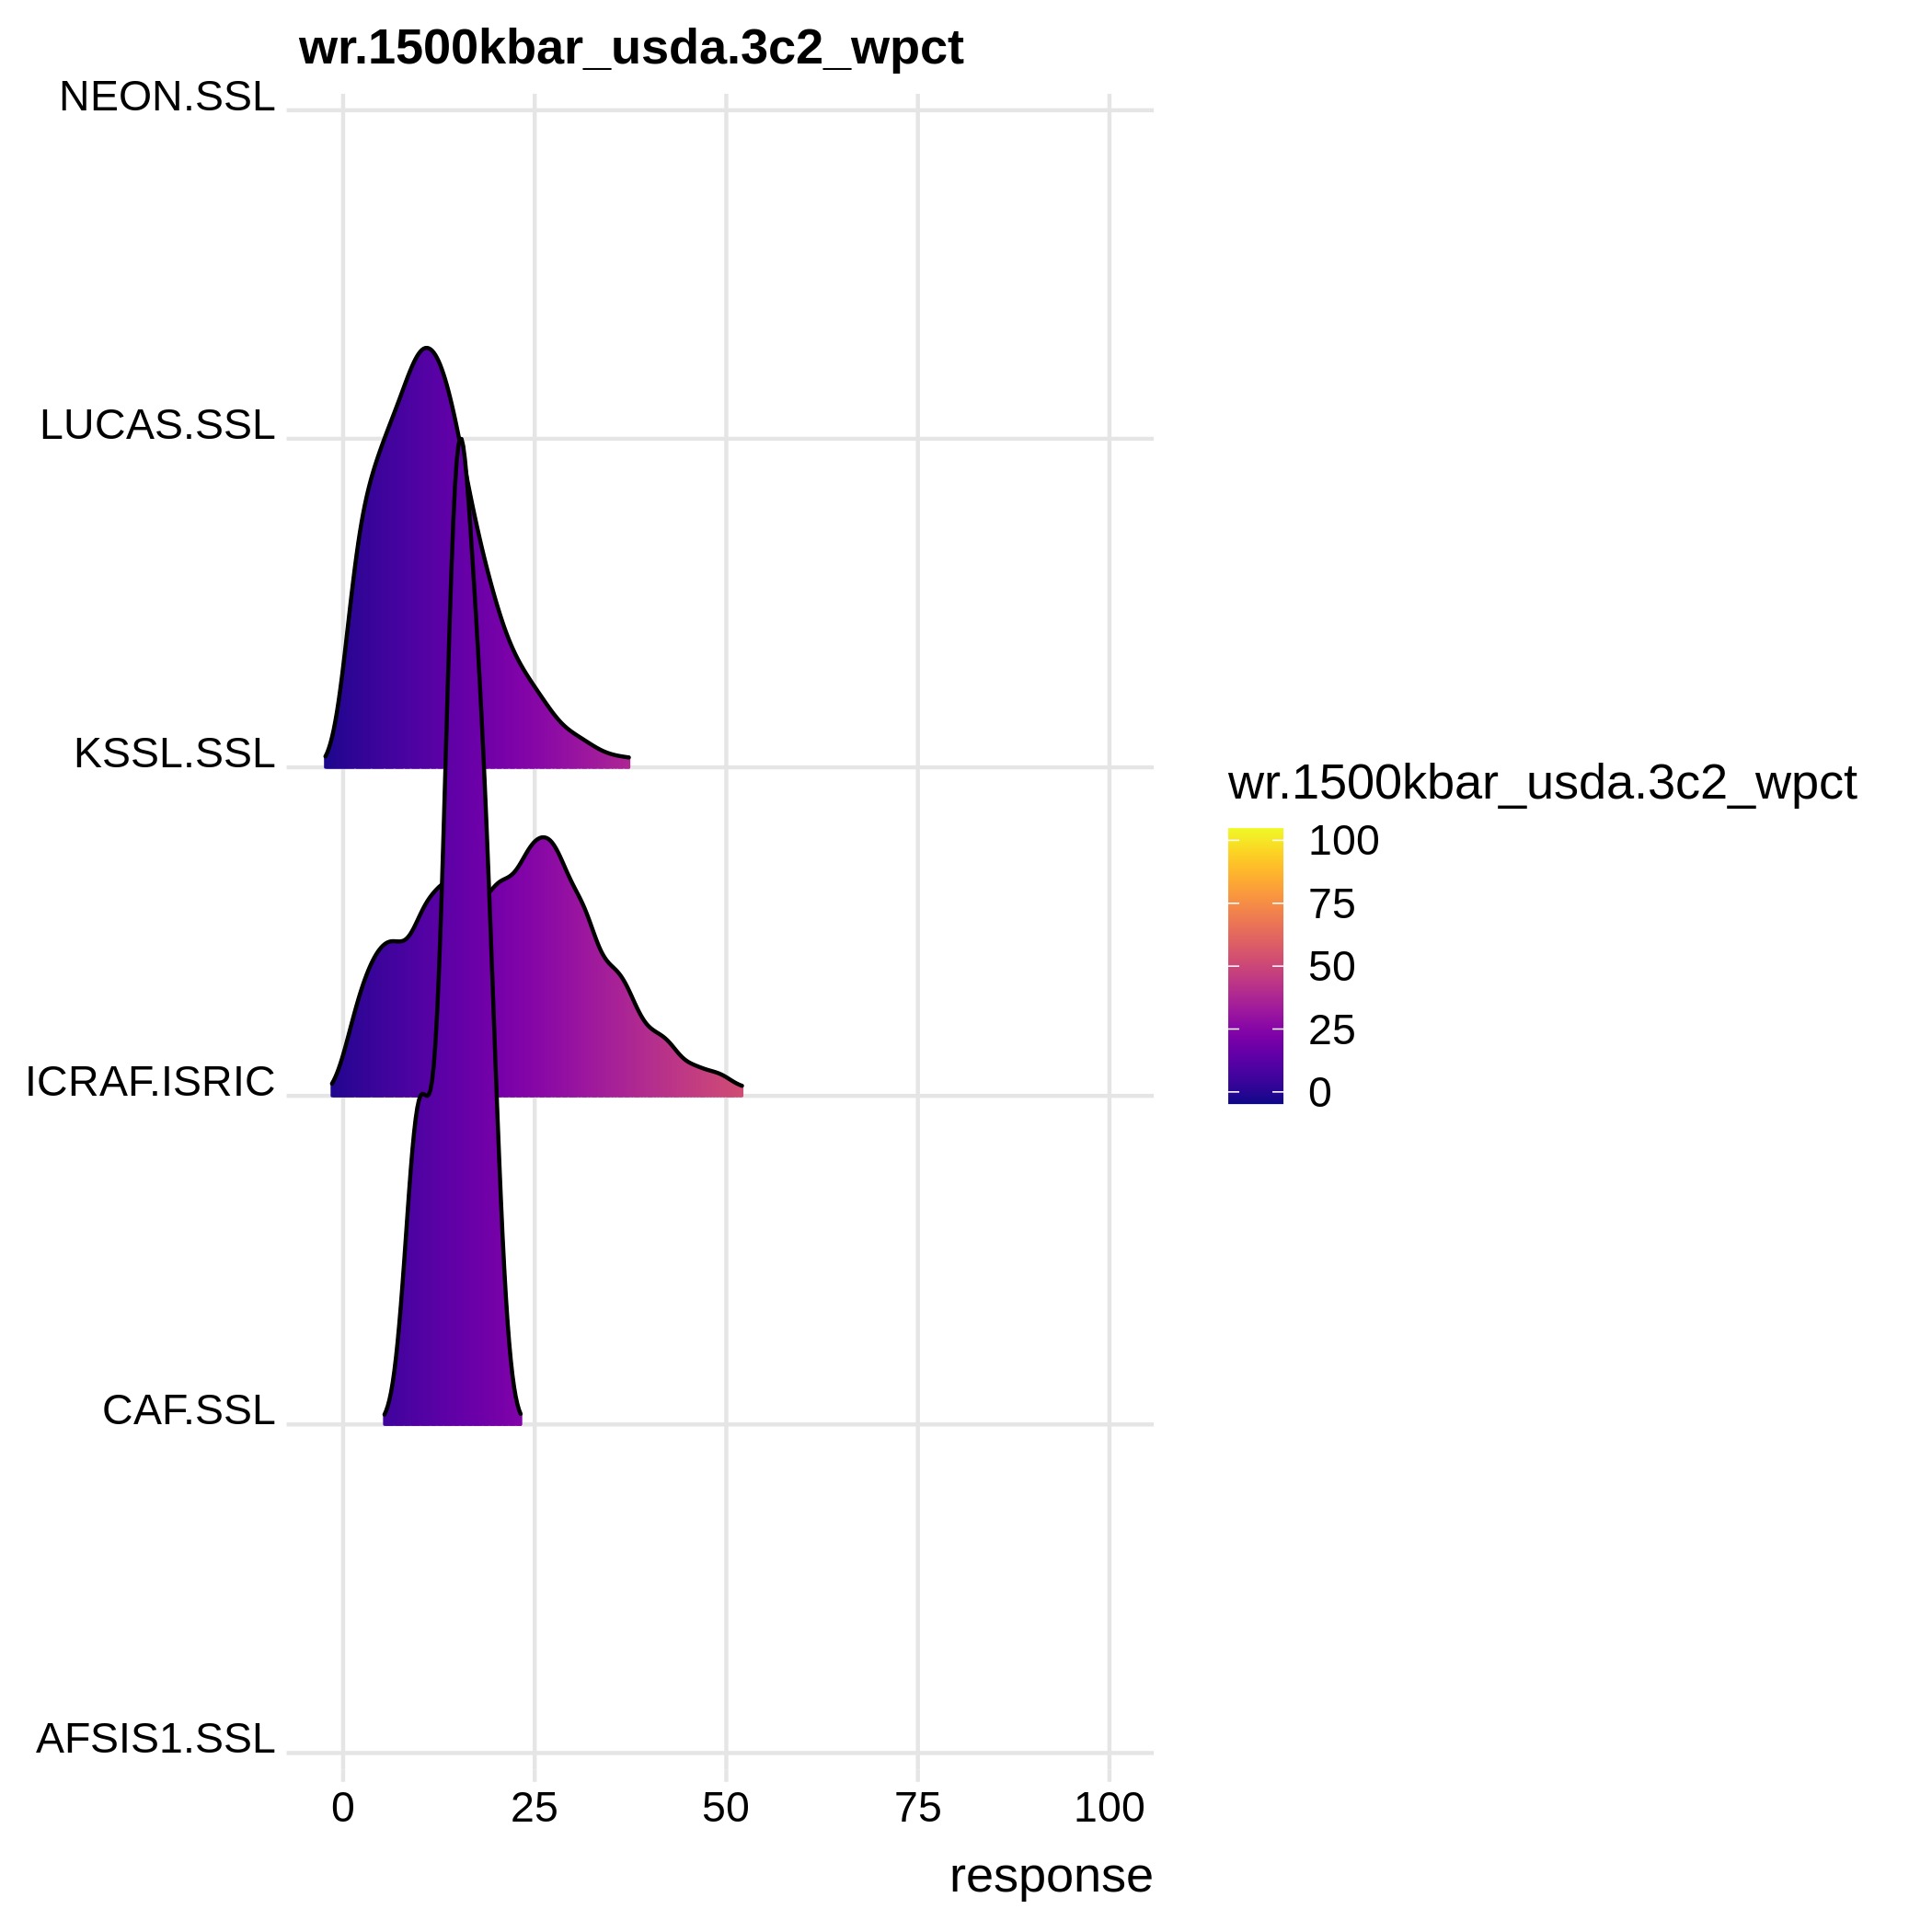 wr.1500kbar_usda.3c2_wpct
NEON.SSL
LUCAS.SSL
KSSL.SSL
ICRAF.ISRIC
CAF.SSL
AFSIS1.SSL
0 25 50 75 100
response
wr.1500kbar_usda.3c2_wpct
100
75
50
25
0